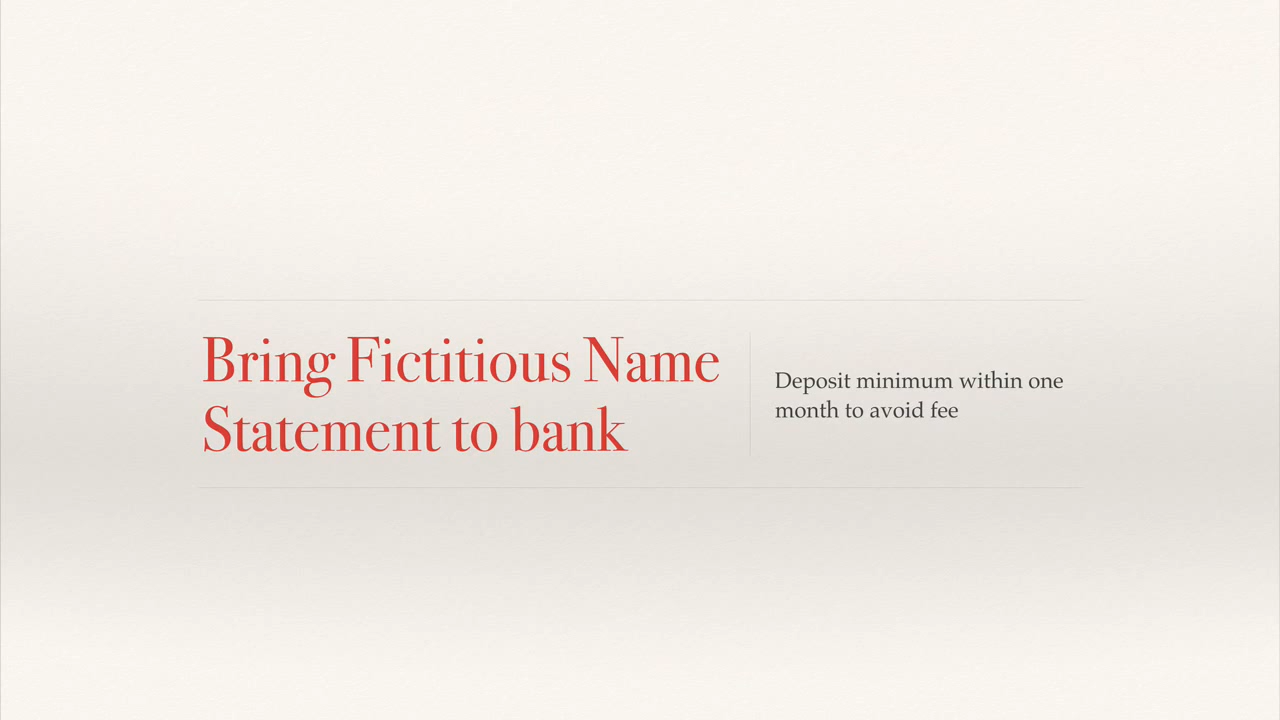 Bring Fictitious Name
Statement to bank
Deposit minimum within one
month to avoid fee